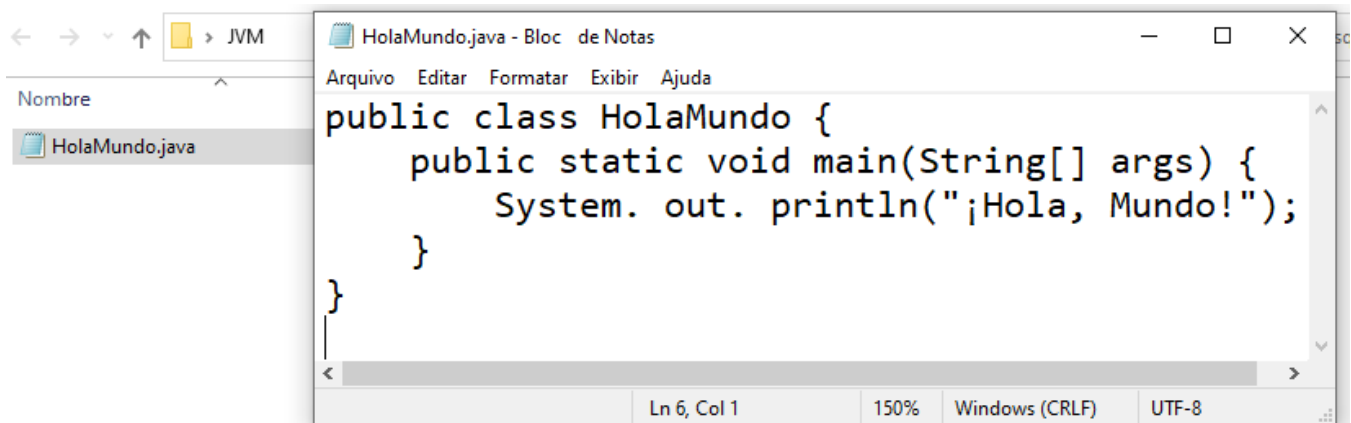 JVM
Nombre
HolaMundo.java
HolaMundo.java - Bloc de Notas
Arquivo Editar Formatar Exibir Ajuda
public class HolaMundo {
    public static void main(String[] args) {
        System. out. println("¡Hola, Mundo!");
    }
}
Ln 6, Col 1 150% Windows (CRLF) UTF-8